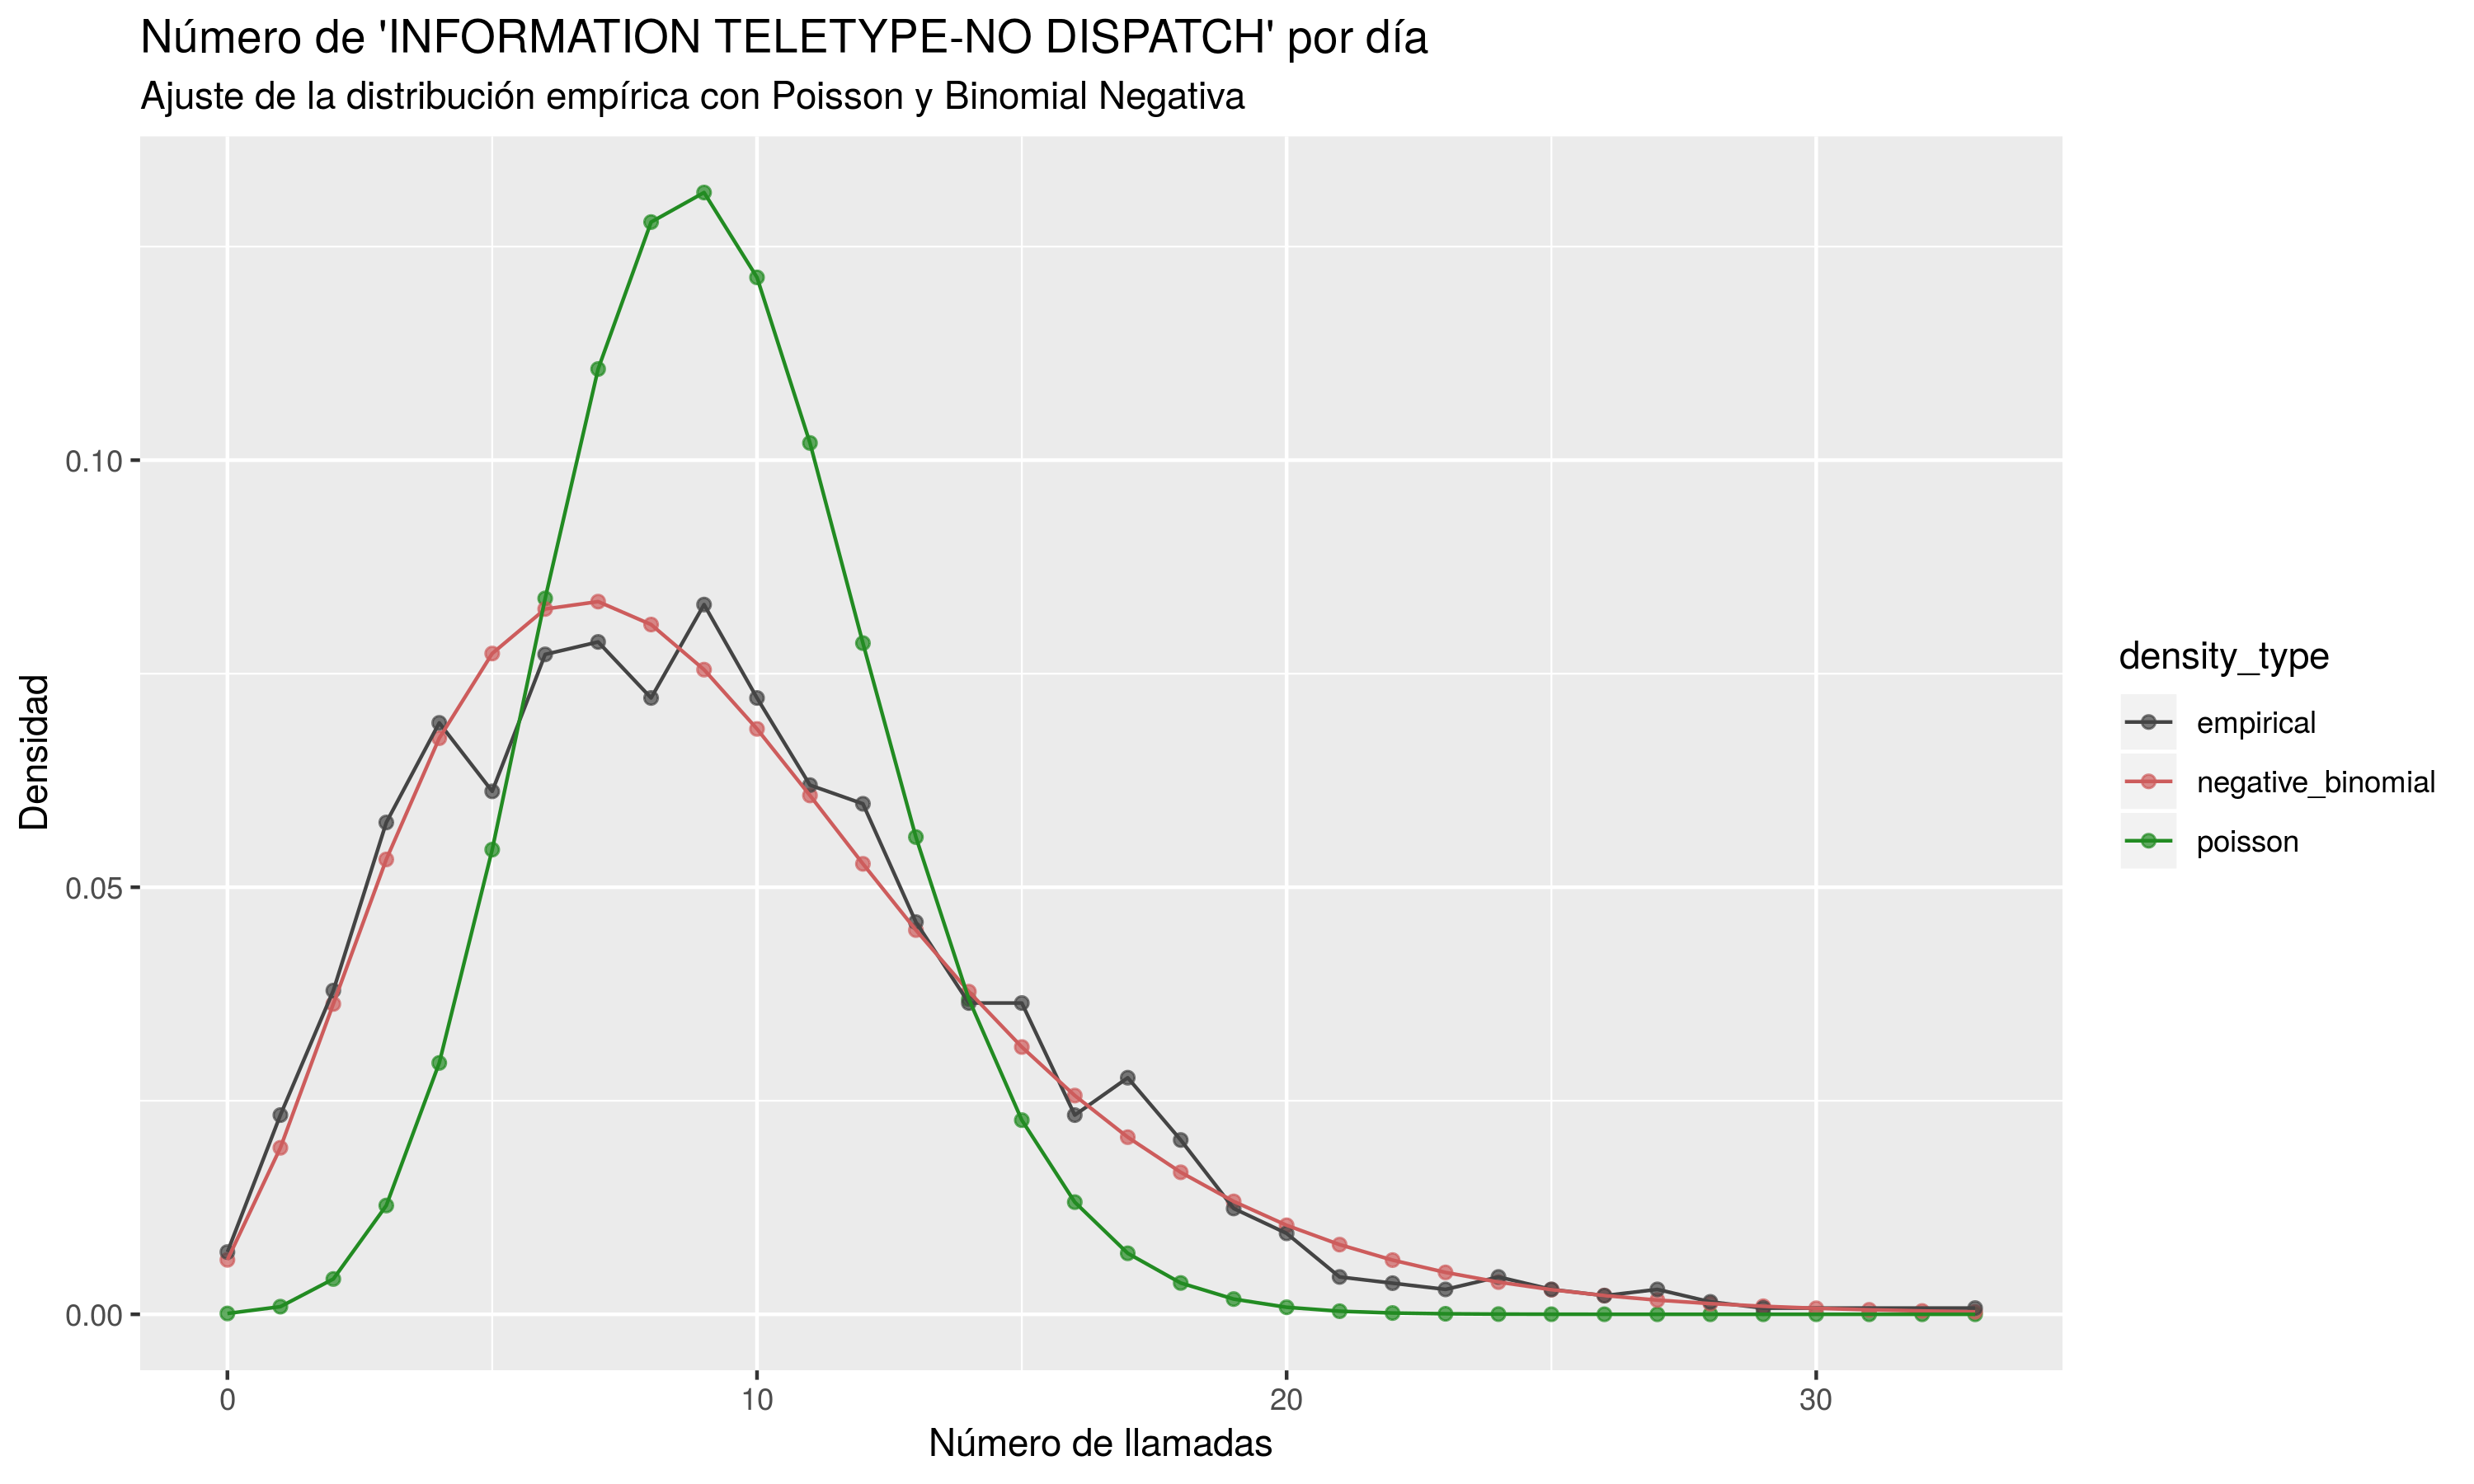 Número de 'INFORMATION TELETYPE-NO DISPATCH' por día
Ajuste de la distribución empírica con Poisson y Binomial Negativa
Densidad
0.10
0.05
0.00
0
10
20
30
Número de llamadas
density_type
empirical
negative_binomial
poisson